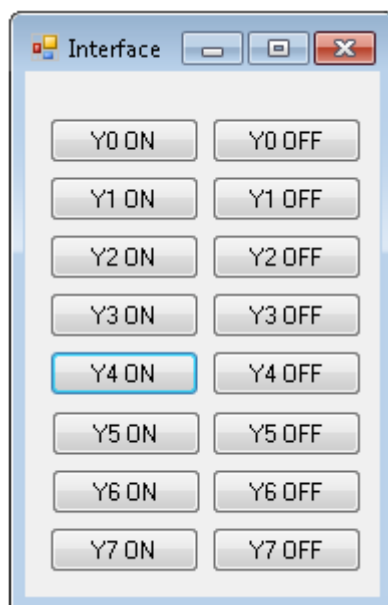 Interface
Y0 ON Y0 OFF
Y1 ON Y1 OFF
Y2 ON Y2 OFF
Y3 ON Y3 OFF
Y4 ON Y4 OFF
Y5 ON Y5 OFF
Y6 ON Y6 OFF
Y7 ON Y7 OFF